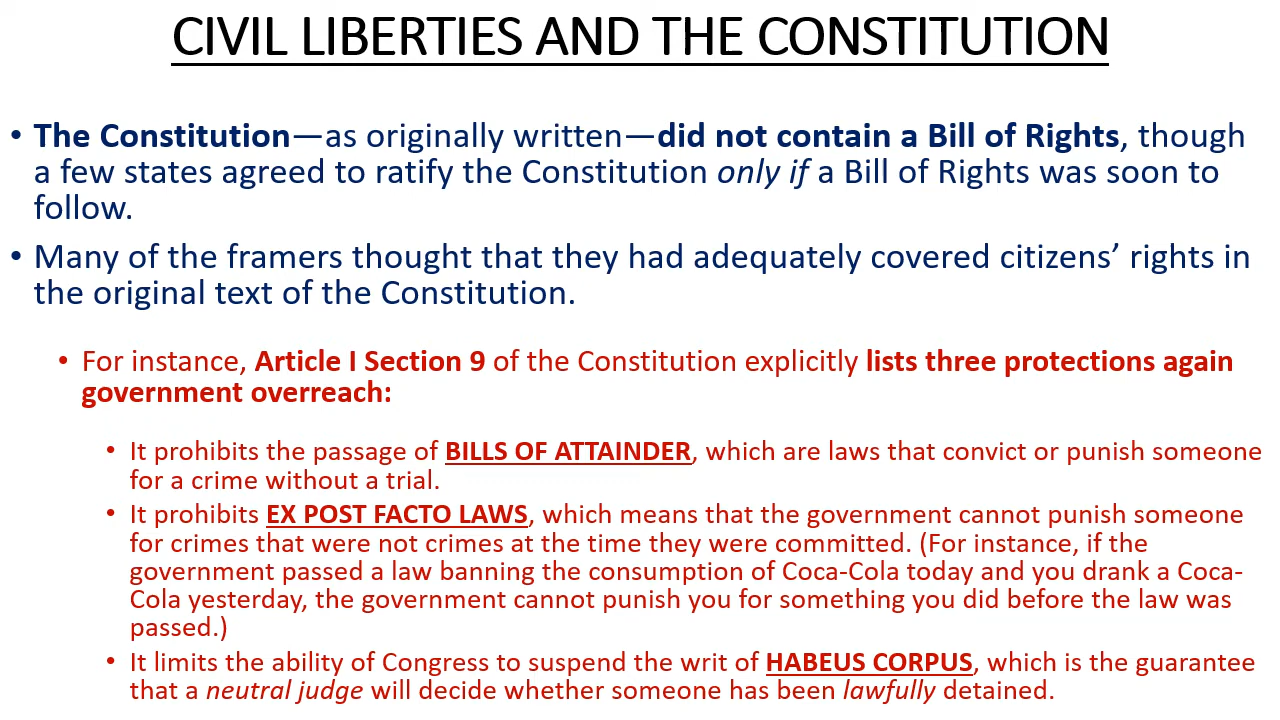 CIVIL LIBERTIES AND THE CONSTITUTION
• The Constitution—as originally written—did not contain a Bill of Rights, though
a few states agreed to ratify the Constitution only if a Bill of Rights was soon to
follow.
• Many of the framers thought that they had adequately covered citizens’ rights in
the original text of the Constitution.
• For instance, Article I Section 9 of the Constitution explicitly lists three protections again
government overreach:
• It prohibits the passage of BILLS OF ATTAINDER, which are laws that convict or punish someone
for a crime without a trial.
• It prohibits EX POST FACTO LAWS, which means that the government cannot punish someone
for crimes that were not crimes at the time they were committed. (For instance, if the
government passed a law banning the consumption of Coca-Cola today and you drank a Coca-
Cola yesterday, the government cannot punish you for something you did before the law was
passed.)
• It limits the ability of Congress to suspend the writ of HABEUS CORPUS, which is the guarantee
that a neutral judge will decide whether someone has been lawfully detained.